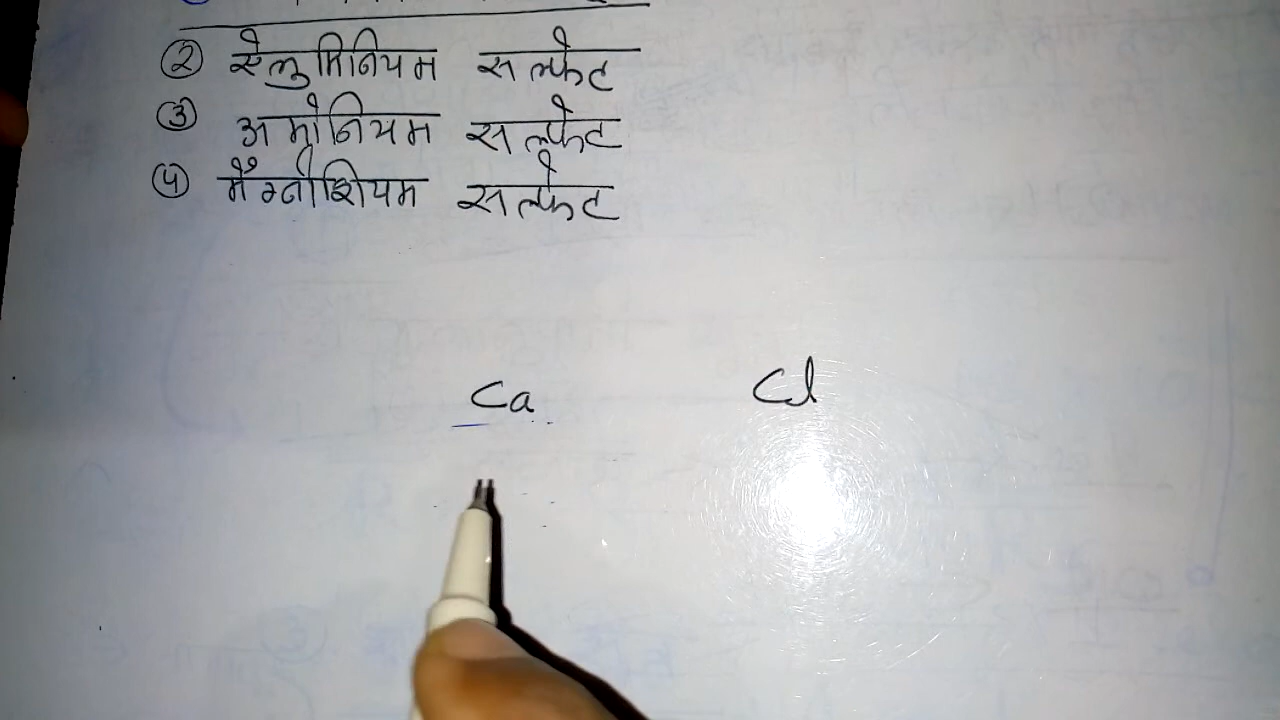 ② ऐलुमिनियम सल्फेट
③ अमोनियम सल्फेट
④ मैग्नीशियम सल्फेट
Ca Cl